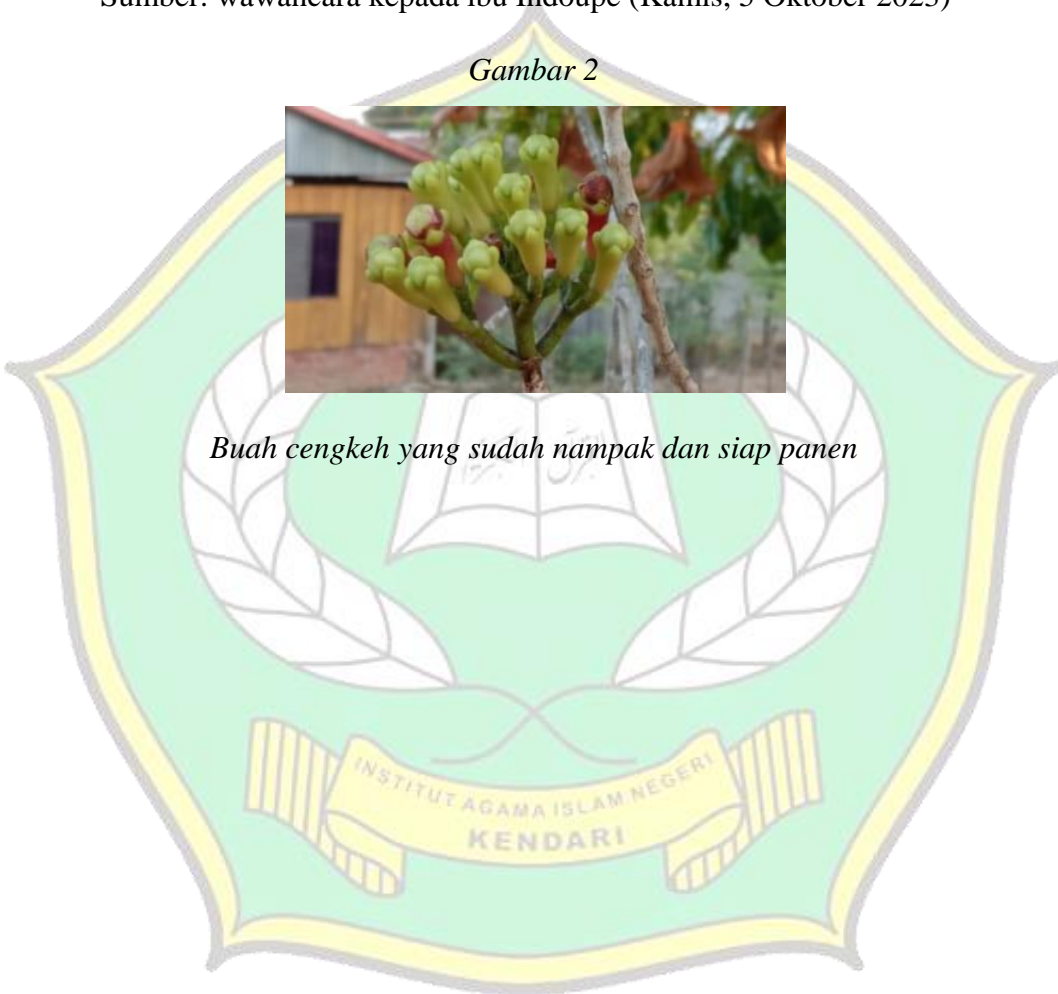 Sumber: wawancara kepada ibu Indoupe (Kamis, 5 Oktober 2023)
Gambar 2
Buah cengkeh yang sudah nampak dan siap panen
INSTITUT AGAMA ISLAM NEGERI
KENDARI